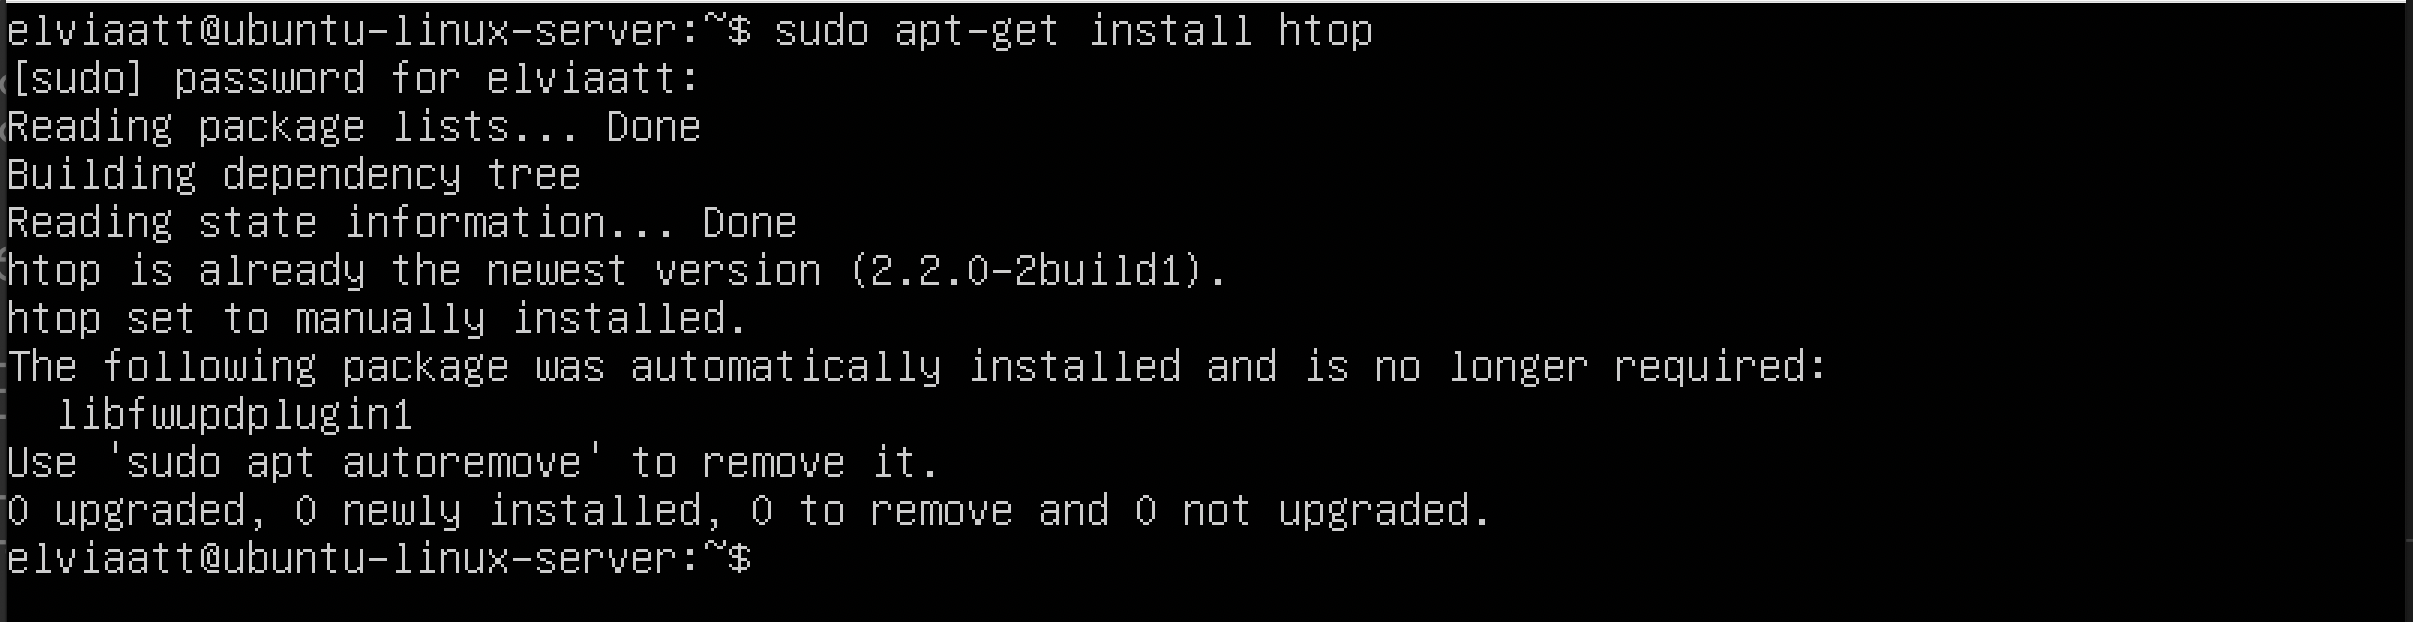 elviaatt@ubuntu-linux-server:~$ sudo apt-get install htop
[sudo] password for elviaatt:
Reading package lists... Done
Building dependency tree
Reading state information... Done
htop is already the newest version (2.2.0-2build1).
htop set to manually installed.
The following package was automatically installed and is no longer required:
  libfwupdplugin1
Use 'sudo apt autoremove' to remove it.
0 upgraded, 0 newly installed, 0 to remove and 0 not upgraded.
elviaatt@ubuntu-linux-server:~$